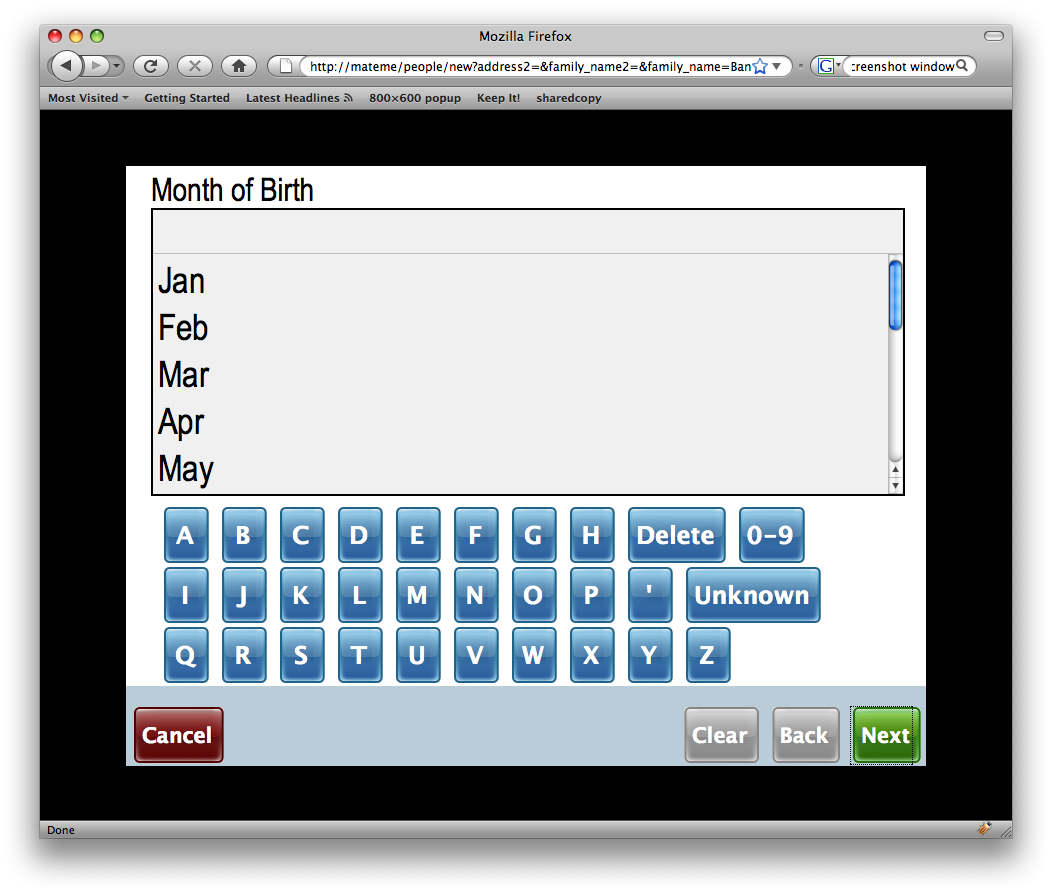 Mozilla Firefox
http://mateme/people/new?address2=&family_name2=&family_name=Ban
G
:reenshot window
Most Visited Getting Started Latest Headlines 800×600 popup Keep It! sharedcopy
Month of Birth
Jan
Feb
Mar
Apr
May
A B C D E F G H Delete 0-9
I J K L M N O P ' Unknown
Q R S T U V W X Y Z
Cancel Clear Back Next
Done